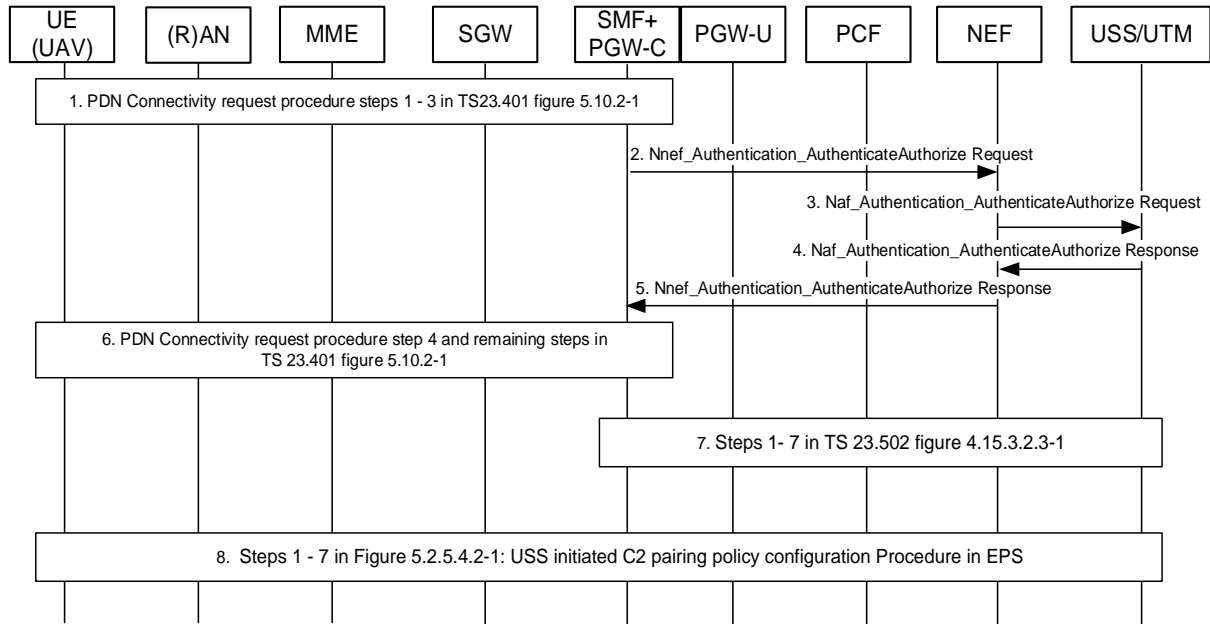 UE
(UAV)
(R)AN
MME
SGW
SMF+
PGW-C
PGW-U
PCF
NEF
USS/UTM
1. PDN Connectivity request procedure steps 1 - 3 in TS23.401 figure 5.10.2-1
2. Nnef_Authentication_AuthenticateAuthorize Request
3. Naf_Authentication_AuthenticateAuthorize Request
4. Naf_Authentication_AuthenticateAuthorize Response
5. Nnef_Authentication_AuthenticateAuthorize Response
6. PDN Connectivity request procedure step 4 and remaining steps in
TS 23.401 figure 5.10.2-1
7. Steps 1- 7 in TS 23.502 figure 4.15.3.2.3-1
8. Steps 1 - 7 in Figure 5.2.5.4.2-1: USS initiated C2 pairing policy configuration Procedure in EPS